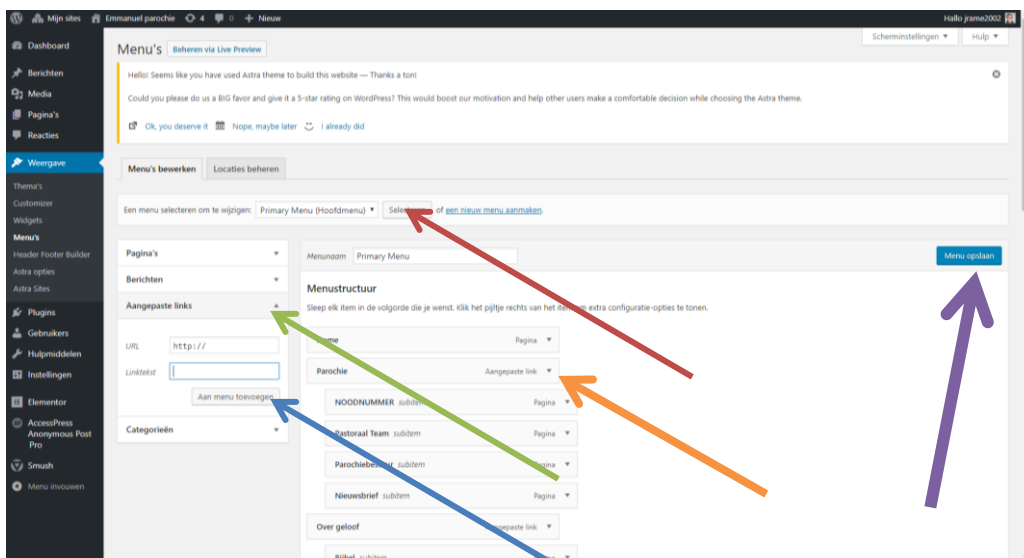 Mijn sites Emmanuel parochie 4 0 + Nieuw Hallo jrame2002
Scherminstellingen ▼ Hulp ▼
Dashboard
Berichten
Media
Pagina's
Reacties
Weergave
Thema's
Customizer
Widgets
Menu's
Header Footer Builder
Astra opties
Astra Sites
Plugins
Gebruikers
Hulpmiddelen
Instellingen
Elementor
AccessPress
Anonymous Post
Pro
Smush
Menu invouwen
Menu's Beheren via Live Preview
Hello! Seems like you have used Astra theme to build this website — Thanks a ton!
Could you please do us a BIG favor and give it a 5-star rating on WordPress? This would boost our motivation and help other users make a comfortable decision while choosing the Astra theme.
Ok, you deserve it Nope, maybe later I already did
Menu's bewerken Locaties beheren
Een menu selecteren om te wijzigen: Primary Menu (Hoofdmenu) ▼ of een nieuw menu aanmaken.
Pagina's
Berichten
Aangepaste links
URL http://
Linktekst
Aan menu toevoegen
Categorieën
Menunaam Primary Menu Menu opslaan
Menustructuur
Sleep elk item in de volgorde die je wenst. Klik het pijltje rechts van het item om extra configuratie-opties te tonen.
Home Pagina ▼
Parochie Aangepaste link ▼
NOODNUMMER subitem Pagina ▼
Pastoraal Team subitem Pagina ▼
Parochiebestuur subitem Pagina ▼
Nieuwsbrief subitem Pagina ▼
Over geloof Aangepaste link ▼
Bijbel subitem